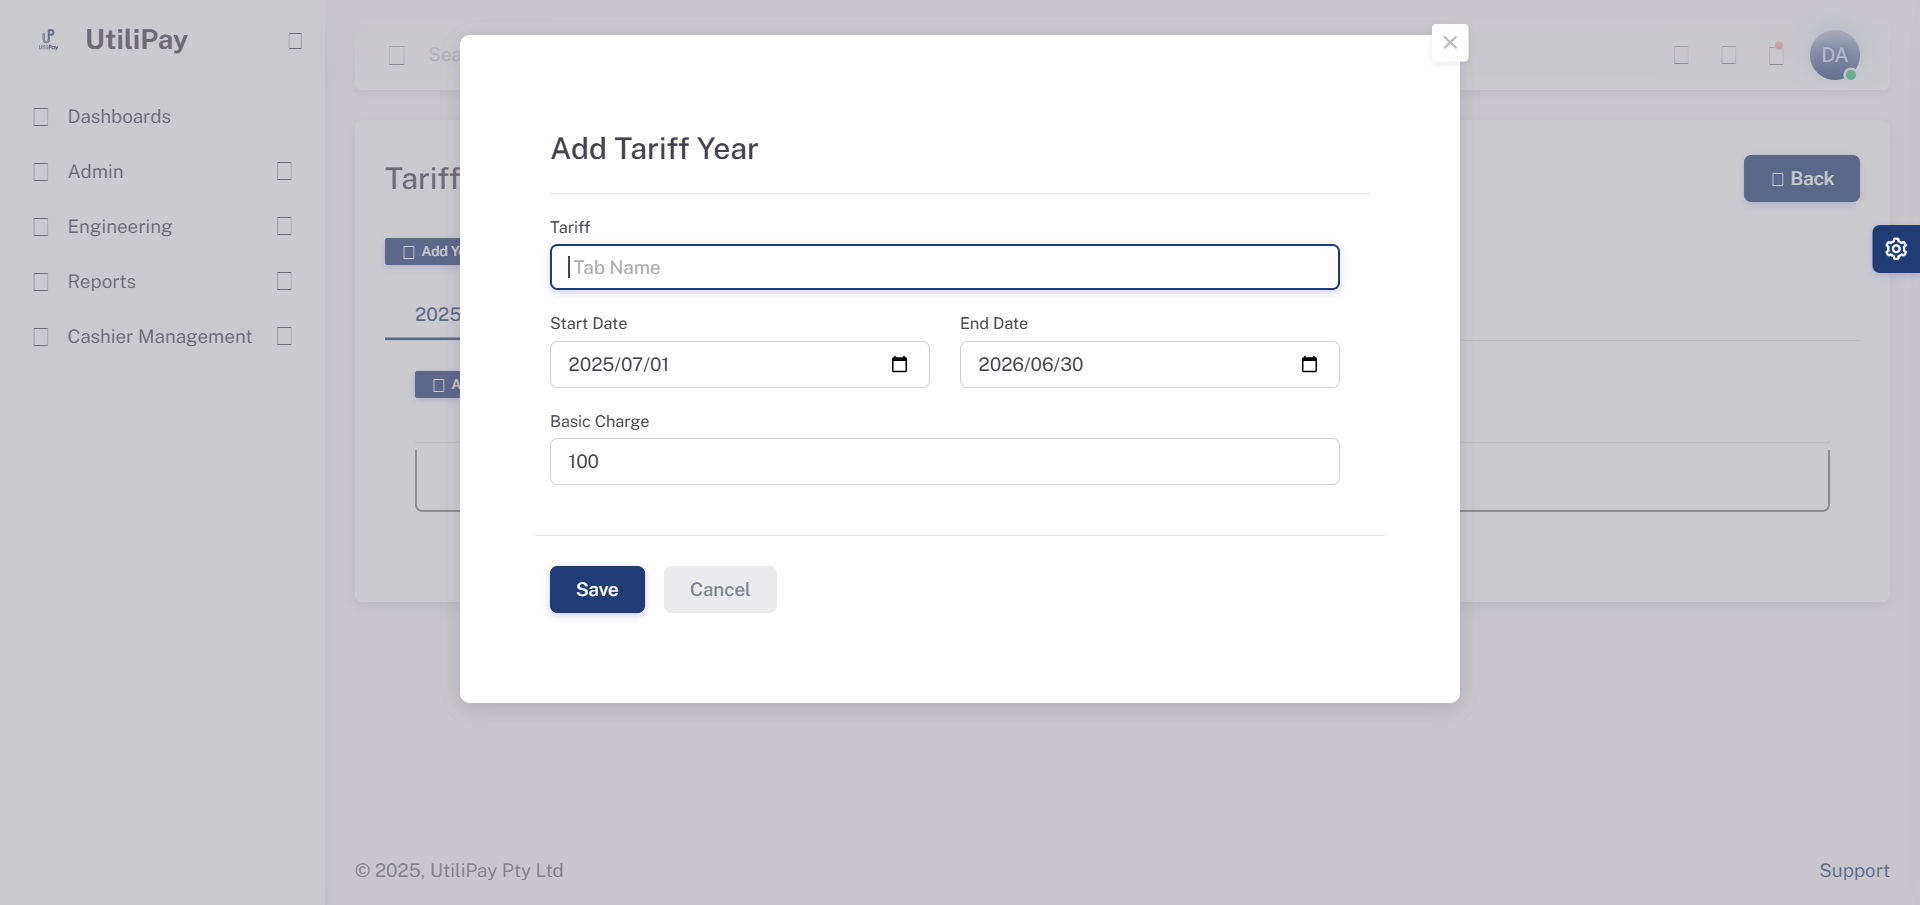 UP
UtiliPay
UtiliPay
Dashboards
Admin
Engineering
Reports
Cashier Management
Sea
DA
Tariff
Back
Add Y
2025
A
Add Tariff Year
Tariff
Tab Name
Start Date
End Date
2025/07/01
2026/06/30
Basic Charge
100
Save
Cancel
© 2025, UtiliPay Pty Ltd
Support